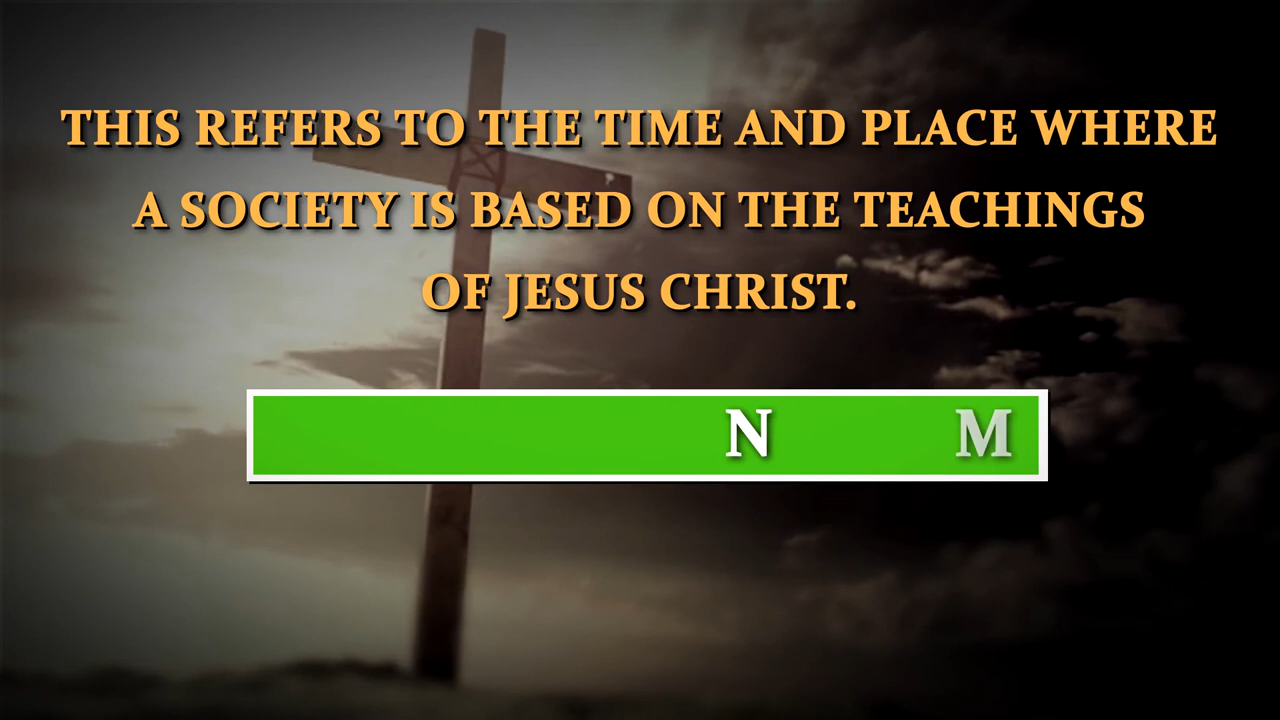 THIS REFERS TO THE TIME AND PLACE WHERE
A SOCIETY IS BASED ON THE TEACHINGS
OF JESUS CHRIST.
N M